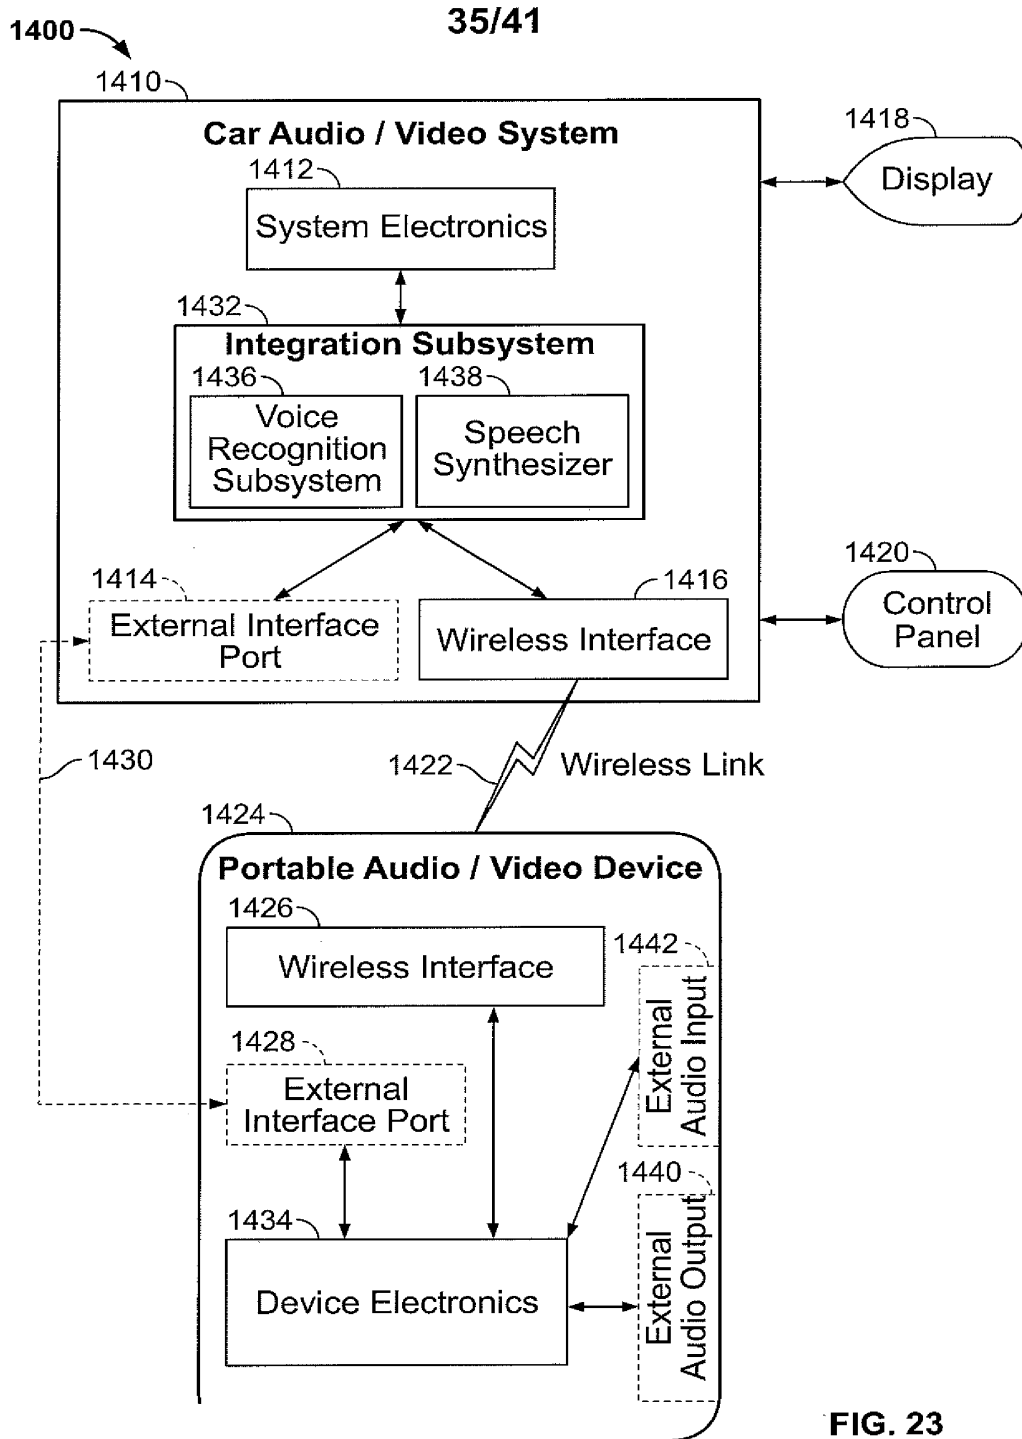 35/41
1400
1410
Car Audio / Video System
1418
Display
1412
System Electronics
1432
Integration Subsystem
1436
Voice
Recognition
Subsystem
1438
Speech
Synthesizer
1414
External Interface
Port
1416
Wireless Interface
1420
Control
Panel
1430
1422
Wireless Link
1424
Portable Audio / Video Device
1426
Wireless Interface
1442
External
Audio Input
1428
External
Interface Port
1440
External
Audio Output
1434
Device Electronics
FIG. 23